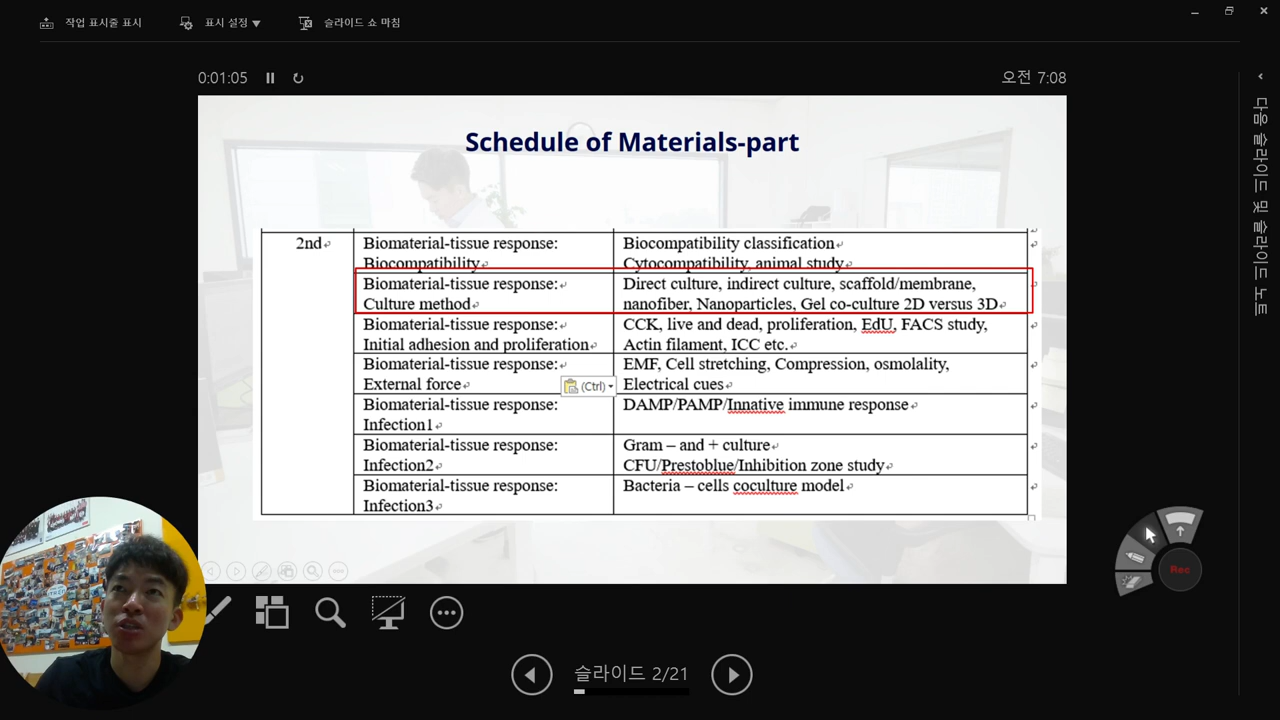 작업 표시줄 표시
표시 설정 ▼
슬라이드 쇼 마침
0:01:05
오전 7:08
Schedule of Materials-part
2nd
Biomaterial-tissue response:
Biocompatibility
Biocompatibility classification
Cytocompatibility, animal study
Biomaterial-tissue response:
Culture method
Direct culture, indirect culture, scaffold/membrane,
nanofiber, Nanoparticles, Gel co-culture 2D versus 3D
Biomaterial-tissue response:
Initial adhesion and proliferation
CCK, live and dead, proliferation, EdU, FACS study,
Actin filament, ICC etc.
Biomaterial-tissue response:
External force
(Ctrl)
EMF, Cell stretching, Compression, osmolality,
Electrical cues
Biomaterial-tissue response:
Infection1
DAMP/PAMP/Innative immune response
Biomaterial-tissue response:
Infection2
Gram – and + culture
CFU/Prestoblue/Inhibition zone study
Biomaterial-tissue response:
Infection3
Bacteria – cells coculture model
Rec
슬라이드 2/21
다음 슬라이드 및 슬라이드 노트